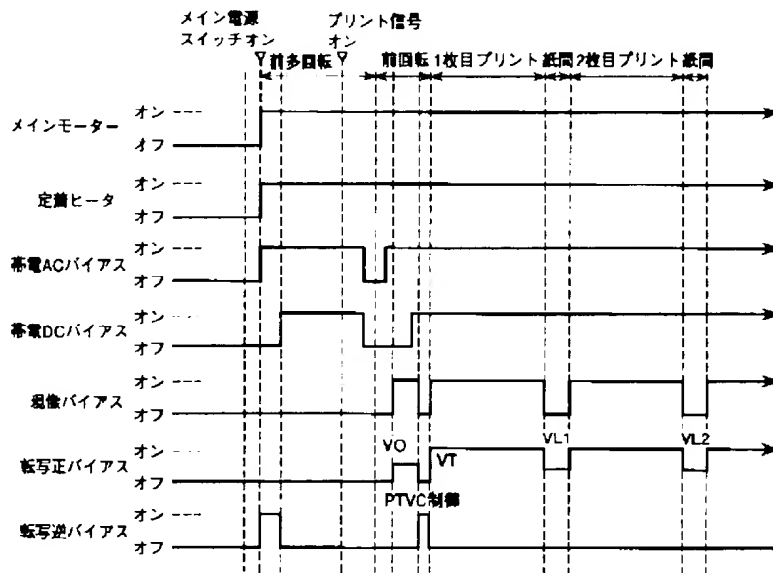 メイン電源
スイッチオン
プリント信号
オン
前多回転
前回転
1枚目プリント
紙間
2枚目プリント
紙間
メインモーター
オン
オフ
定着ヒータ
オン
オフ
帯電ACバイアス
オン
オフ
帯電DCバイアス
オン
オフ
現像バイアス
オン
オフ
転写正バイアス
オン
オフ
VO
VT
VL1
VL2
PTVC制御
転写逆バイアス
オン
オフ